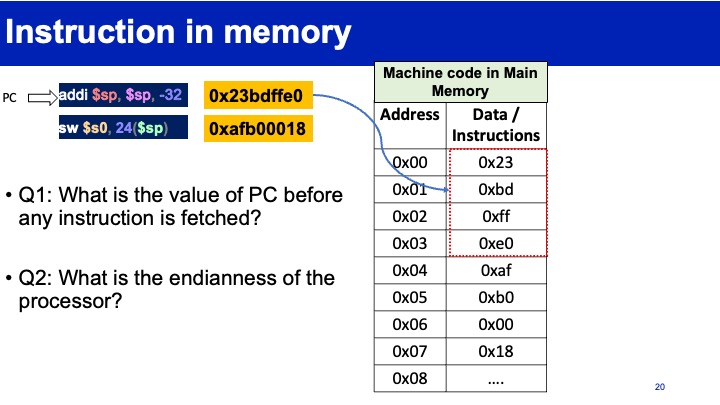 Instruction in memory
PC
addi $sp, $sp, -32
0x23bdffe0
sw $s0, 24($sp)
0xafb00018
• Q1: What is the value of PC before
any instruction is fetched?
• Q2: What is the endianness of the
processor?
Machine code in Main
Memory
Address Data /
Instructions
0x00 0x23
0x01 0xbd
0x02 0xff
0x03 0xe0
0x04 0xaf
0x05 0xb0
0x06 0x00
0x07 0x18
0x08 ....
20